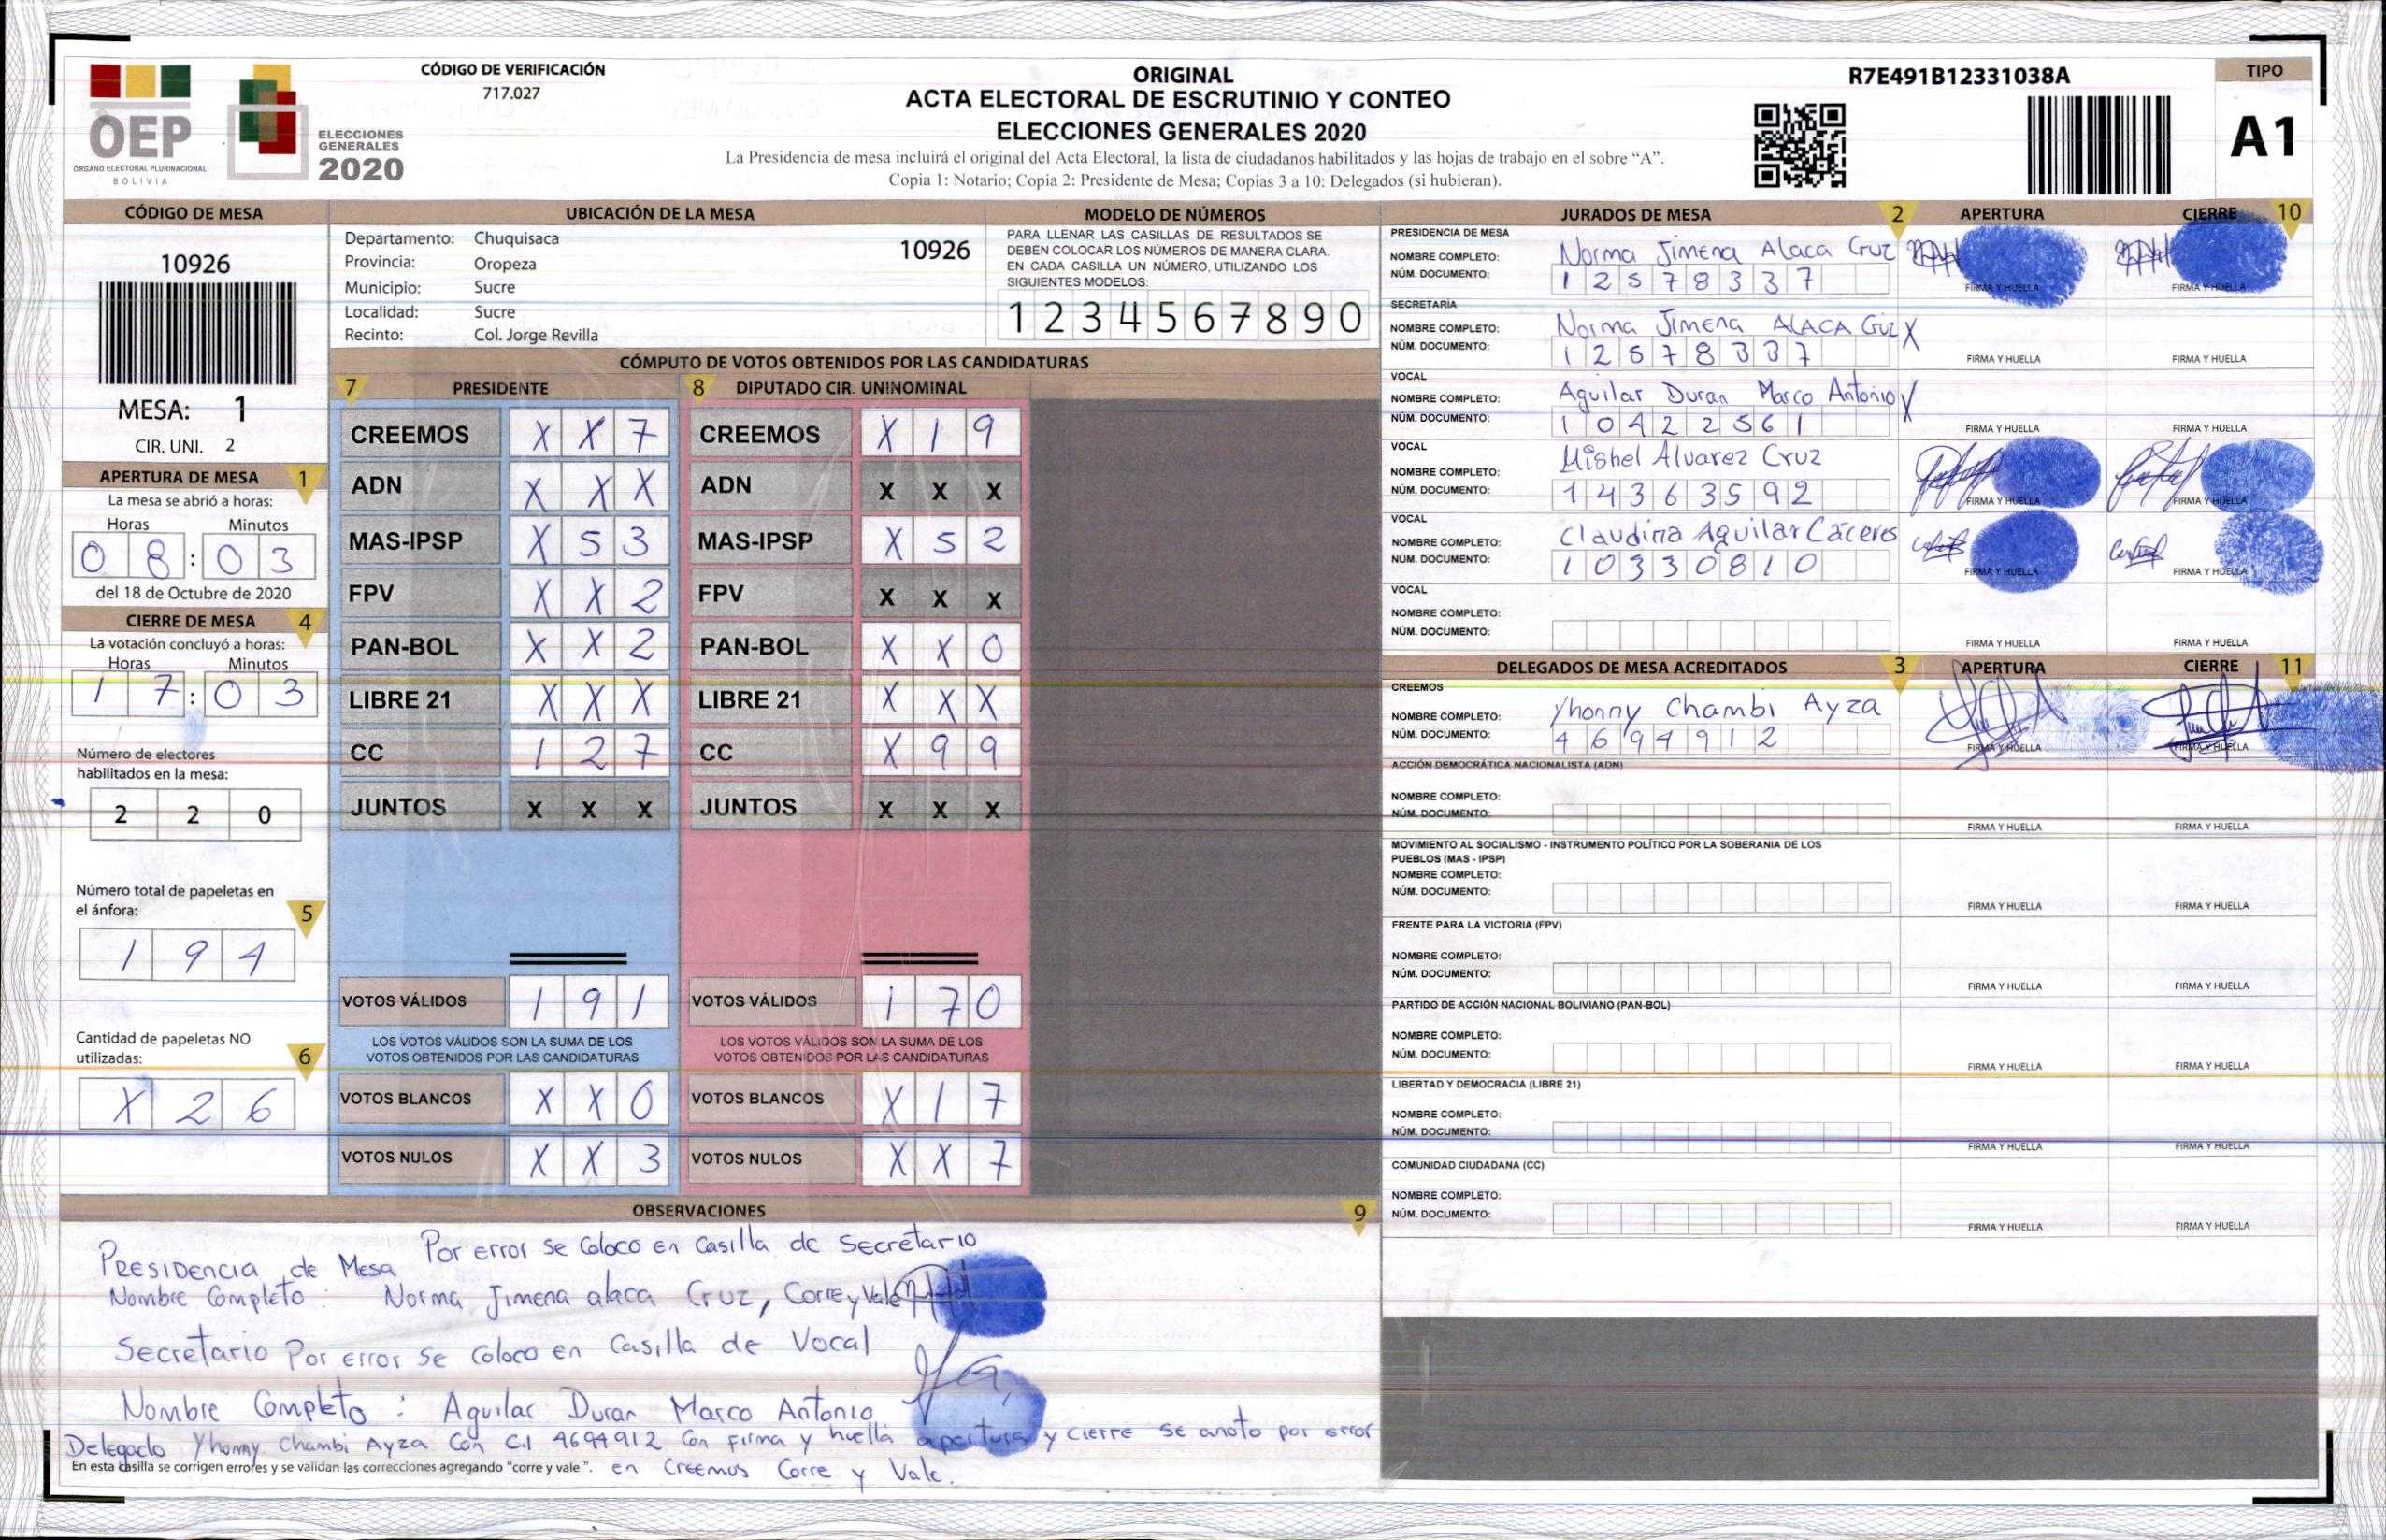 OEP
ÓRGANO ELECTORAL PLURINACIONAL
BOLIVIA
ELECCIONES
GENERALES
2020
CÓDIGO DE VERIFICACIÓN
717.027
ORIGINAL
ACTA ELECTORAL DE ESCRUTINIO Y CONTEO
ELECCIONES GENERALES 2020
La Presidencia de mesa incluirá el original del Acta Electoral, la lista de ciudadanos habilitados y las hojas de trabajo en el sobre “A”.
Copia 1: Notario; Copia 2: Presidente de Mesa; Copias 3 a 10: Delegados (si hubieran).
R7E491B12331038A
TIPO
A1
CÓDIGO DE MESA
10926
MESA: 1
CIR. UNI. 2
APERTURA DE MESA 1
La mesa se abrió a horas:
Horas Minutos
0 8 : 0 3
del 18 de Octubre de 2020
CIERRE DE MESA 4
La votación concluyó a horas:
Horas Minutos
1 7 : 0 3
Número de electores
habilitados en la mesa:
2 2 0
Número total de papeletas en
el ánfora: 5
1 9 4
Cantidad de papeletas NO
utilizadas: 6
X 2 6
UBICACIÓN DE LA MESA
Departamento: Chuquisaca 10926
Provincia: Oropeza
Municipio: Sucre
Localidad: Sucre
Recinto: Col. Jorge Revilla
MODELO DE NÚMEROS
PARA LLENAR LAS CASILLAS DE RESULTADOS SE
DEBEN COLOCAR LOS NÚMEROS DE MANERA CLARA.
EN CADA CASILLA UN NÚMERO, UTILIZANDO LOS
SIGUIENTES MODELOS:
1 2 3 4 5 6 7 8 9 0
CÓMPUTO DE VOTOS OBTENIDOS POR LAS CANDIDATURAS
7 PRESIDENTE 8 DIPUTADO CIR. UNINOMINAL
CREEMOS X X 7 CREEMOS X 1 9
ADN X X X ADN X X X
MAS-IPSP X 5 3 MAS-IPSP X 5 2
FPV X X 2 FPV X X X
PAN-BOL X X 2 PAN-BOL X X 0
LIBRE 21 X X X LIBRE 21 X X X
CC 1 2 7 CC X 9 9
JUNTOS X X X JUNTOS X X X
VOTOS VÁLIDOS 1 9 1 VOTOS VÁLIDOS 1 7 0
LOS VOTOS VÁLIDOS SON LA SUMA DE LOS LOS VOTOS VÁLIDOS SON LA SUMA DE LOS
VOTOS OBTENIDOS POR LAS CANDIDATURAS VOTOS OBTENIDOS POR LAS CANDIDATURAS
VOTOS BLANCOS X X 0 VOTOS BLANCOS X 1 7
VOTOS NULOS X X 3 VOTOS NULOS X X 7
JURADOS DE MESA 2 APERTURA CIERRE 10
PRESIDENCIA DE MESA
NOMBRE COMPLETO: Norma Jimena Alaca Cruz
NÚM. DOCUMENTO: 1 2 5 7 8 3 3 7
FIRMA Y HUELLA FIRMA Y HUELLA
SECRETARÍA
NOMBRE COMPLETO: Norma Jimena ALACA Cruz X
NÚM. DOCUMENTO: 1 2 5 7 8 3 3 7
FIRMA Y HUELLA FIRMA Y HUELLA
VOCAL
NOMBRE COMPLETO: Aguilar Duran Marco Antonio X
NÚM. DOCUMENTO: 1 0 4 2 2 5 6 1
FIRMA Y HUELLA FIRMA Y HUELLA
VOCAL
NOMBRE COMPLETO: Mishel Alvarez Cruz
NÚM. DOCUMENTO: 1 4 3 6 3 5 9 2
FIRMA Y HUELLA FIRMA Y HUELLA
VOCAL
NOMBRE COMPLETO: Claudina Aguilar Cáceres
NÚM. DOCUMENTO: 1 0 3 3 0 8 1 0
FIRMA Y HUELLA FIRMA Y HUELLA
VOCAL
NOMBRE COMPLETO:
NÚM. DOCUMENTO:
FIRMA Y HUELLA FIRMA Y HUELLA
DELEGADOS DE MESA ACREDITADOS 3 APERTURA CIERRE 11
CREEMOS
NOMBRE COMPLETO: Yhonny Chambi Ayza
NÚM. DOCUMENTO: 4 6 9 4 9 1 2
FIRMA Y HUELLA FIRMA Y HUELLA
ACCIÓN DEMOCRÁTICA NACIONALISTA (ADN)
NOMBRE COMPLETO:
NÚM. DOCUMENTO:
FIRMA Y HUELLA FIRMA Y HUELLA
MOVIMIENTO AL SOCIALISMO - INSTRUMENTO POLÍTICO POR LA SOBERANIA DE LOS
PUEBLOS (MAS - IPSP)
NOMBRE COMPLETO:
NÚM. DOCUMENTO:
FIRMA Y HUELLA FIRMA Y HUELLA
FRENTE PARA LA VICTORIA (FPV)
NOMBRE COMPLETO:
NÚM. DOCUMENTO:
FIRMA Y HUELLA FIRMA Y HUELLA
PARTIDO DE ACCIÓN NACIONAL BOLIVIANO (PAN-BOL)
NOMBRE COMPLETO:
NÚM. DOCUMENTO:
FIRMA Y HUELLA FIRMA Y HUELLA
LIBERTAD Y DEMOCRACIA (LIBRE 21)
NOMBRE COMPLETO:
NÚM. DOCUMENTO:
FIRMA Y HUELLA FIRMA Y HUELLA
COMUNIDAD CIUDADANA (CC)
NOMBRE COMPLETO:
NÚM. DOCUMENTO:
FIRMA Y HUELLA FIRMA Y HUELLA
OBSERVACIONES 9
PRESIDENCIA de Mesa Por error se coloco en Casilla de Secretario
Nombre Completo: Norma Jimena alaca Cruz, Corre y Vale
Secretario Por error se coloco en Casilla de Vocal
Nombre Completo: Aguilar Duran Marco Antonio
Delegado Yhonny Chambi Ayza Con C.I 4694912 Con firma y huella apertura y cierre se anoto por error
En esta casilla se corrigen errores y se validan las correcciones agregando “corre y vale”. en Creemos Corre y Vale.